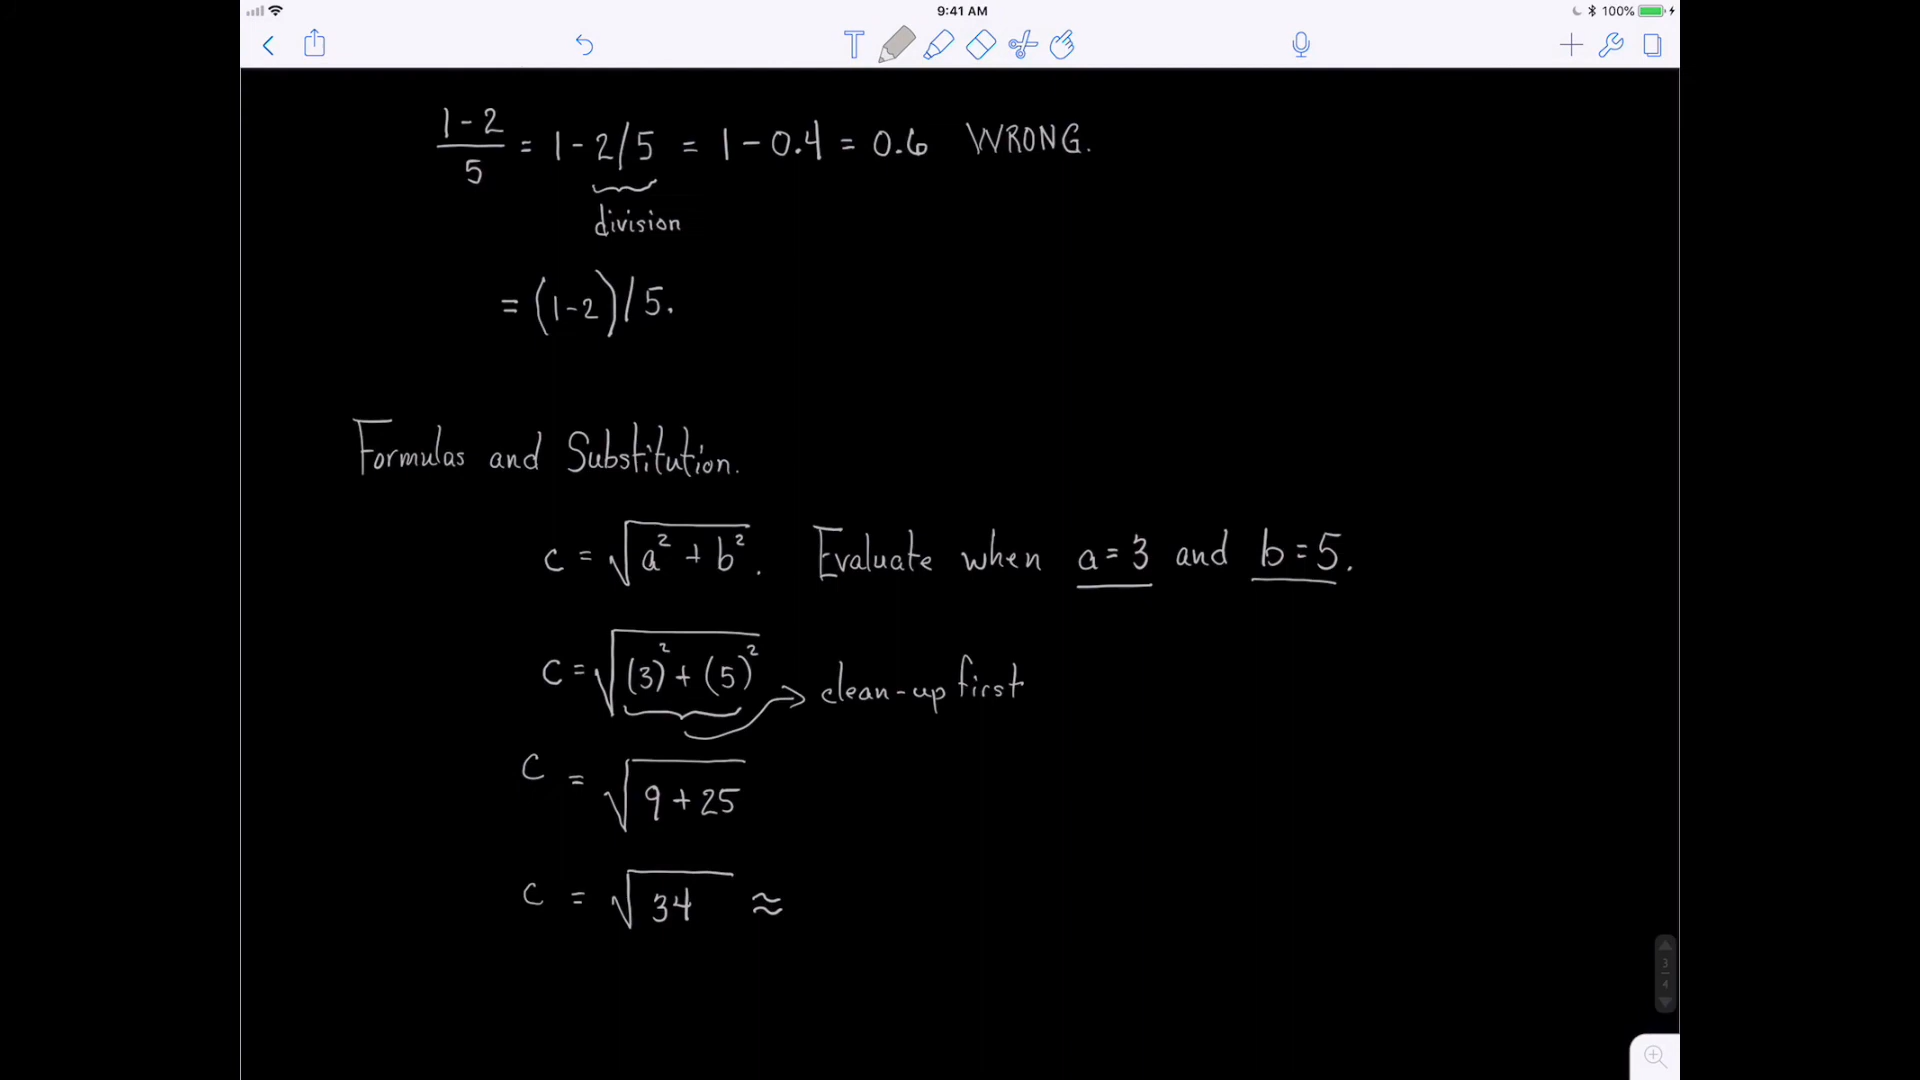 9:41 AM
100%
T
1-2
5
= 1-2/5 = 1-0.4 = 0.6 WRONG.
division
= (1-2)/5.
Formulas and Substitution.
c = √a² + b². Evaluate when a=3 and b=5.
c = √(3)² + (5)²
clean-up first
c = √9+25
c = √34 ≈
3
4